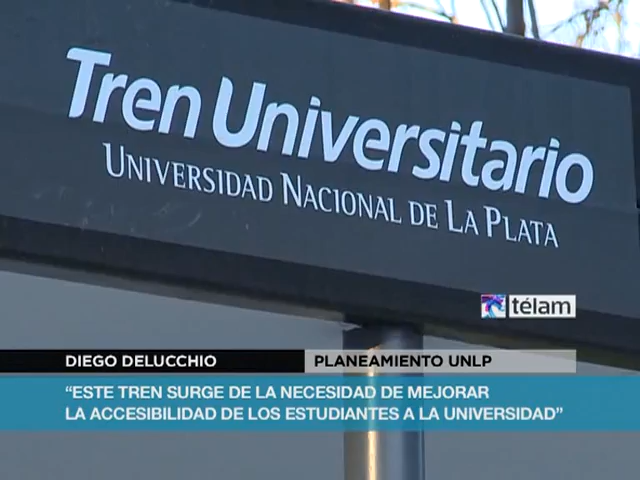 Tren Universitario
UNIVERSIDAD NACIONAL DE LA PLATA
télam
DIEGO DELUCCHIO PLANEAMIENTO UNLP
“ESTE TREN SURGE DE LA NECESIDAD DE MEJORAR
LA ACCESIBILIDAD DE LOS ESTUDIANTES A LA UNIVERSIDAD”